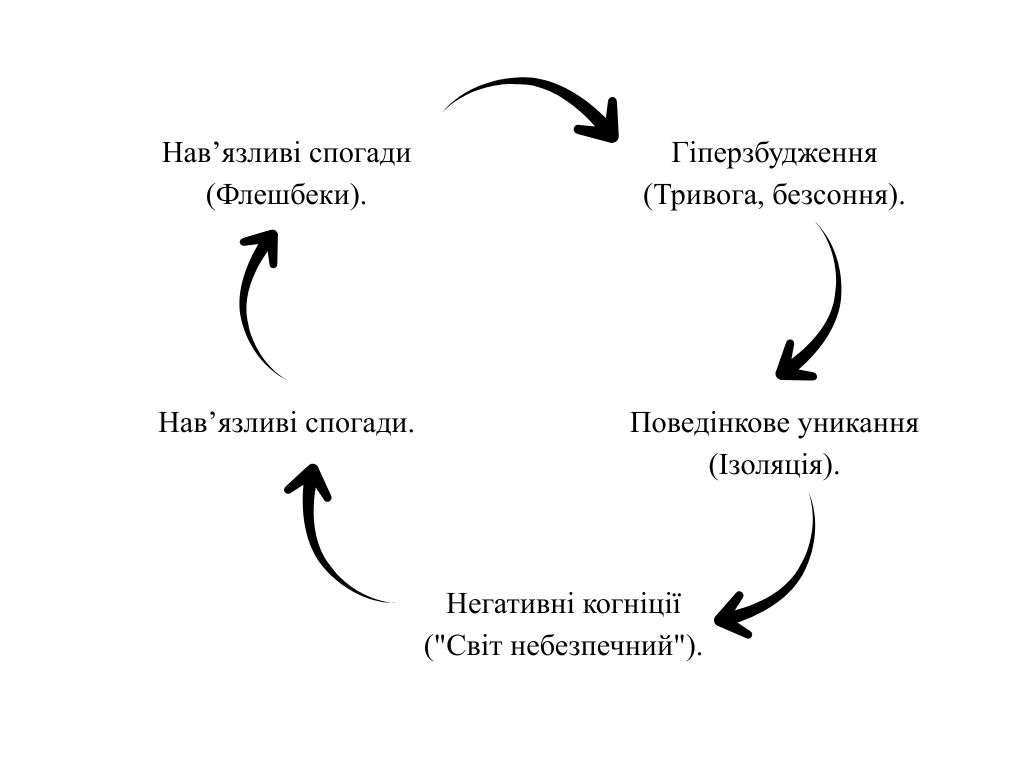 Нав’язливі спогади
(Флешбеки).
Гіперзбудження
(Тривога, безсоння).
Поведінкове уникання
(Ізоляція).
Негативні когніції
("Світ небезпечний").
Нав’язливі спогади.